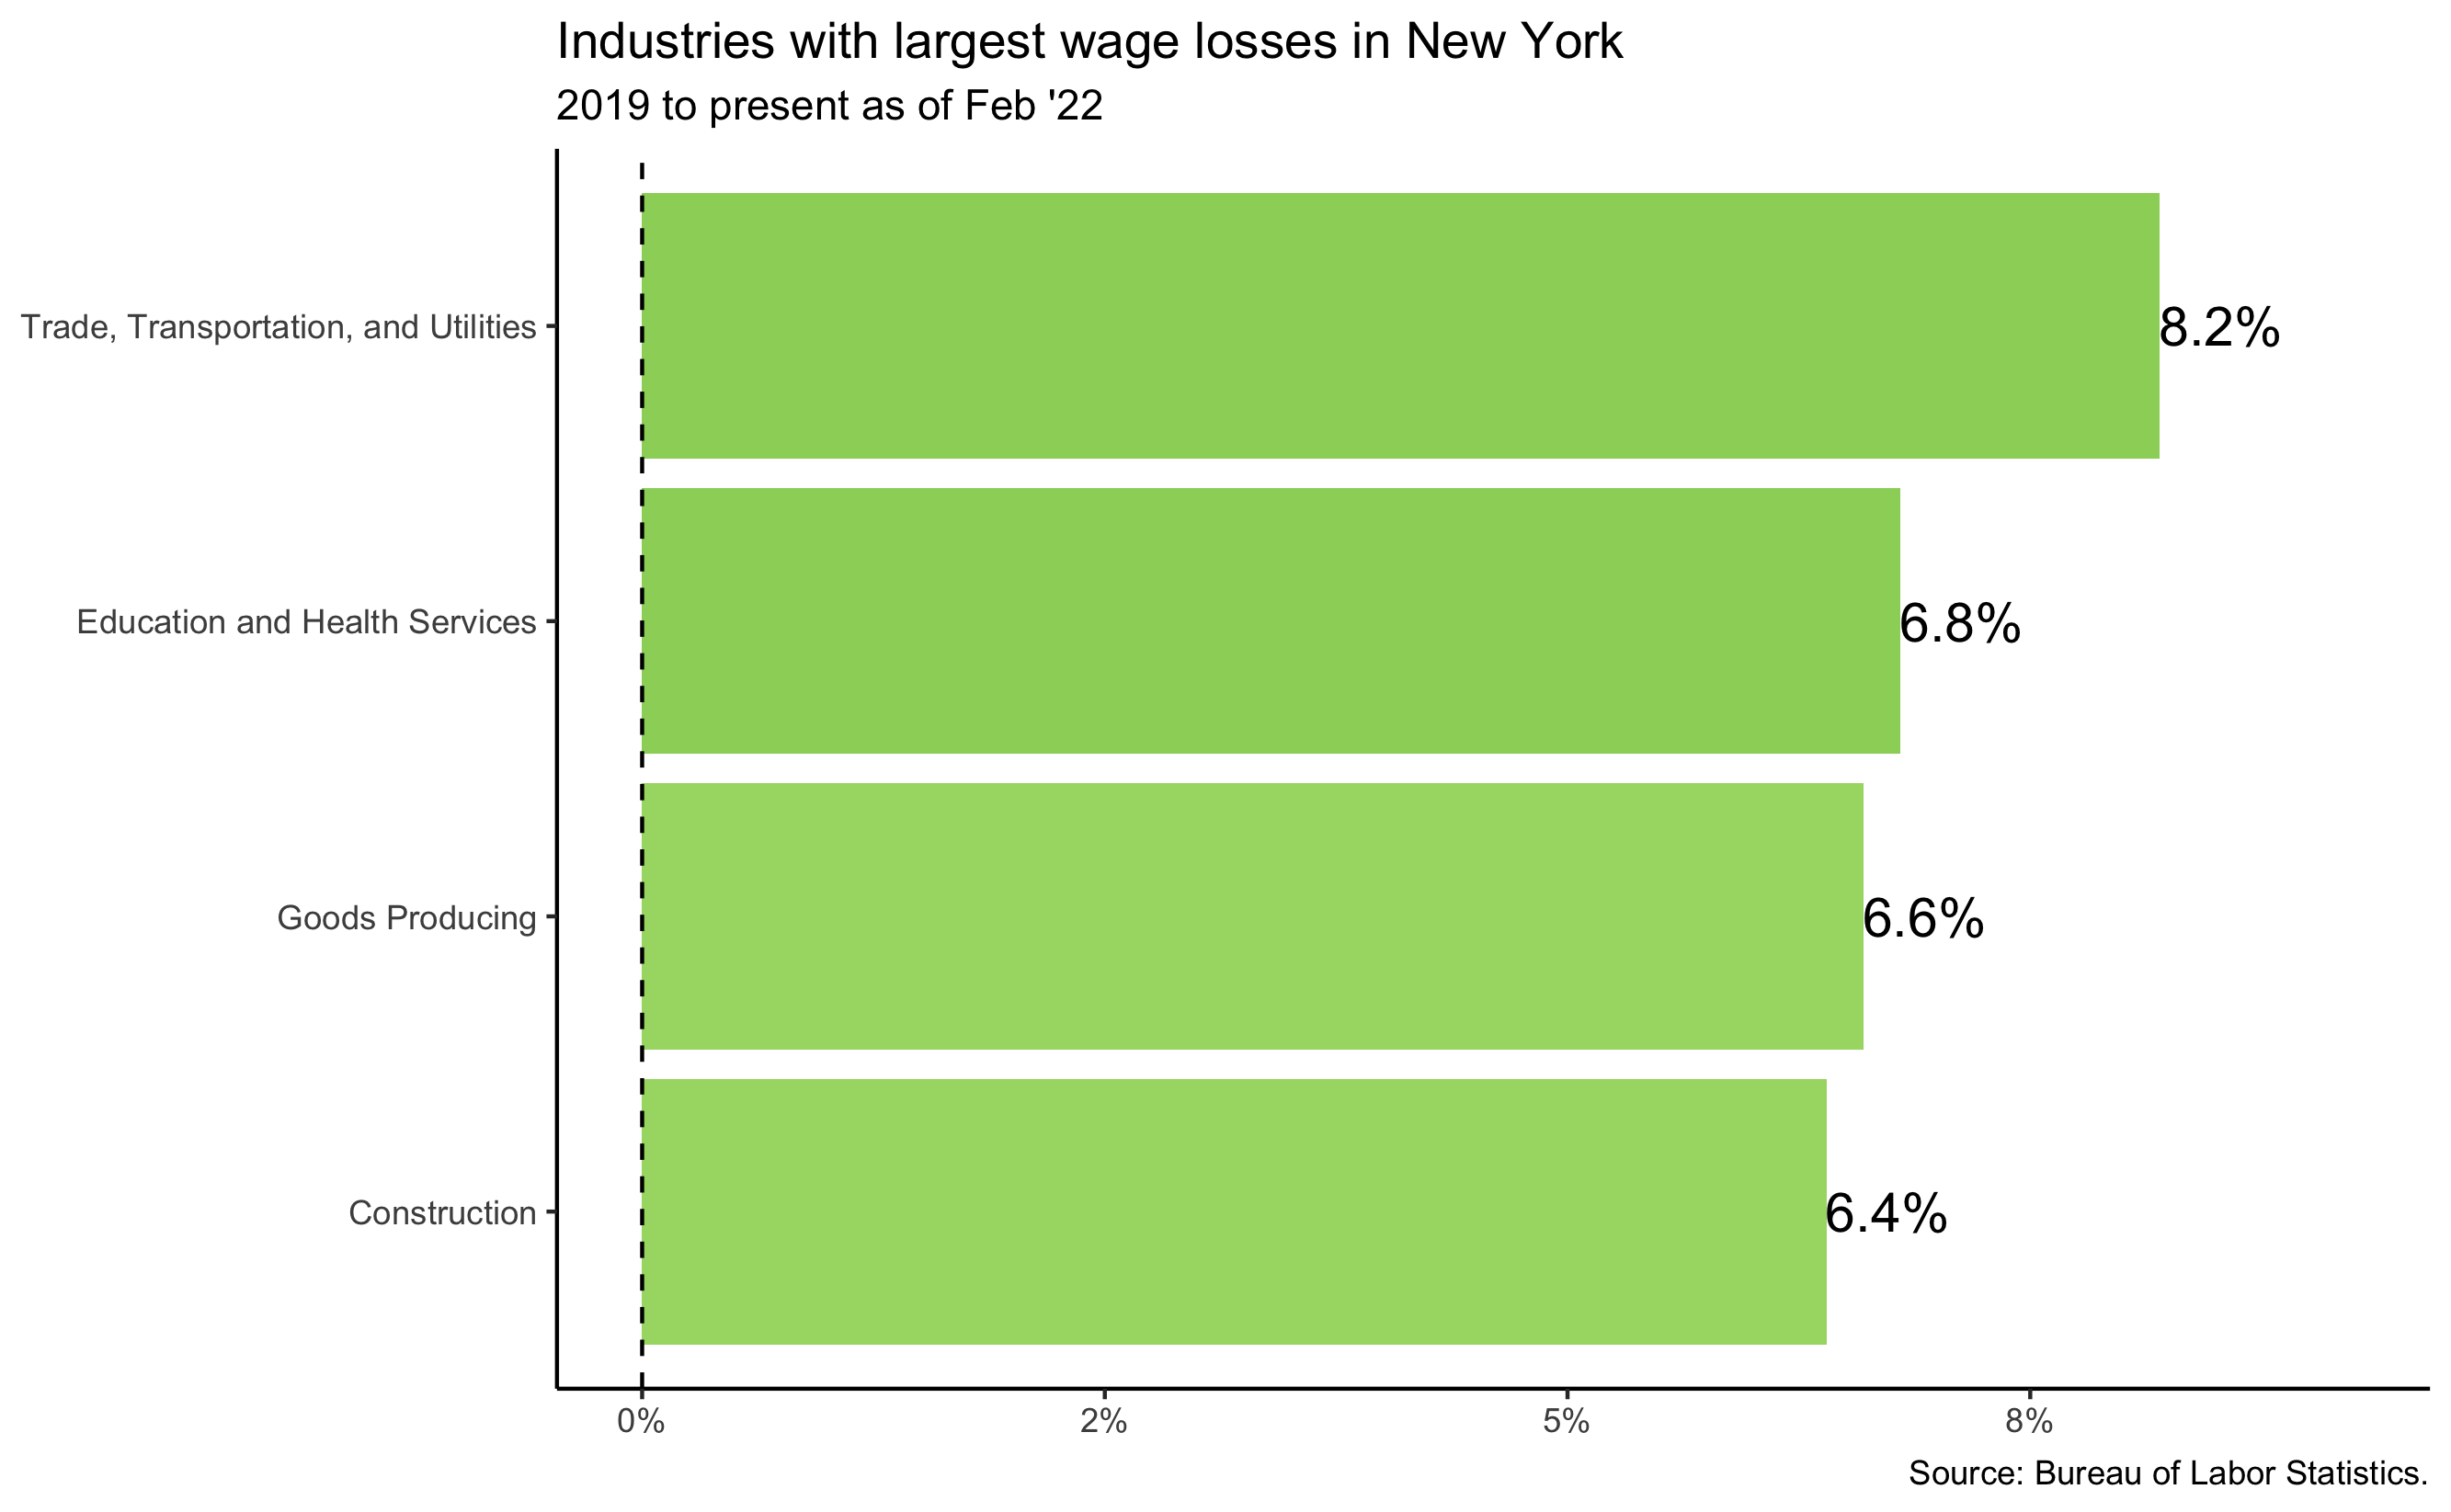 Industries with largest wage losses in New York
2019 to present as of Feb '22
Trade, Transportation, and Utilities
8.2%
Education and Health Services
6.8%
Goods Producing
6.6%
Construction
6.4%
0% 2% 5% 8%
Source: Bureau of Labor Statistics.